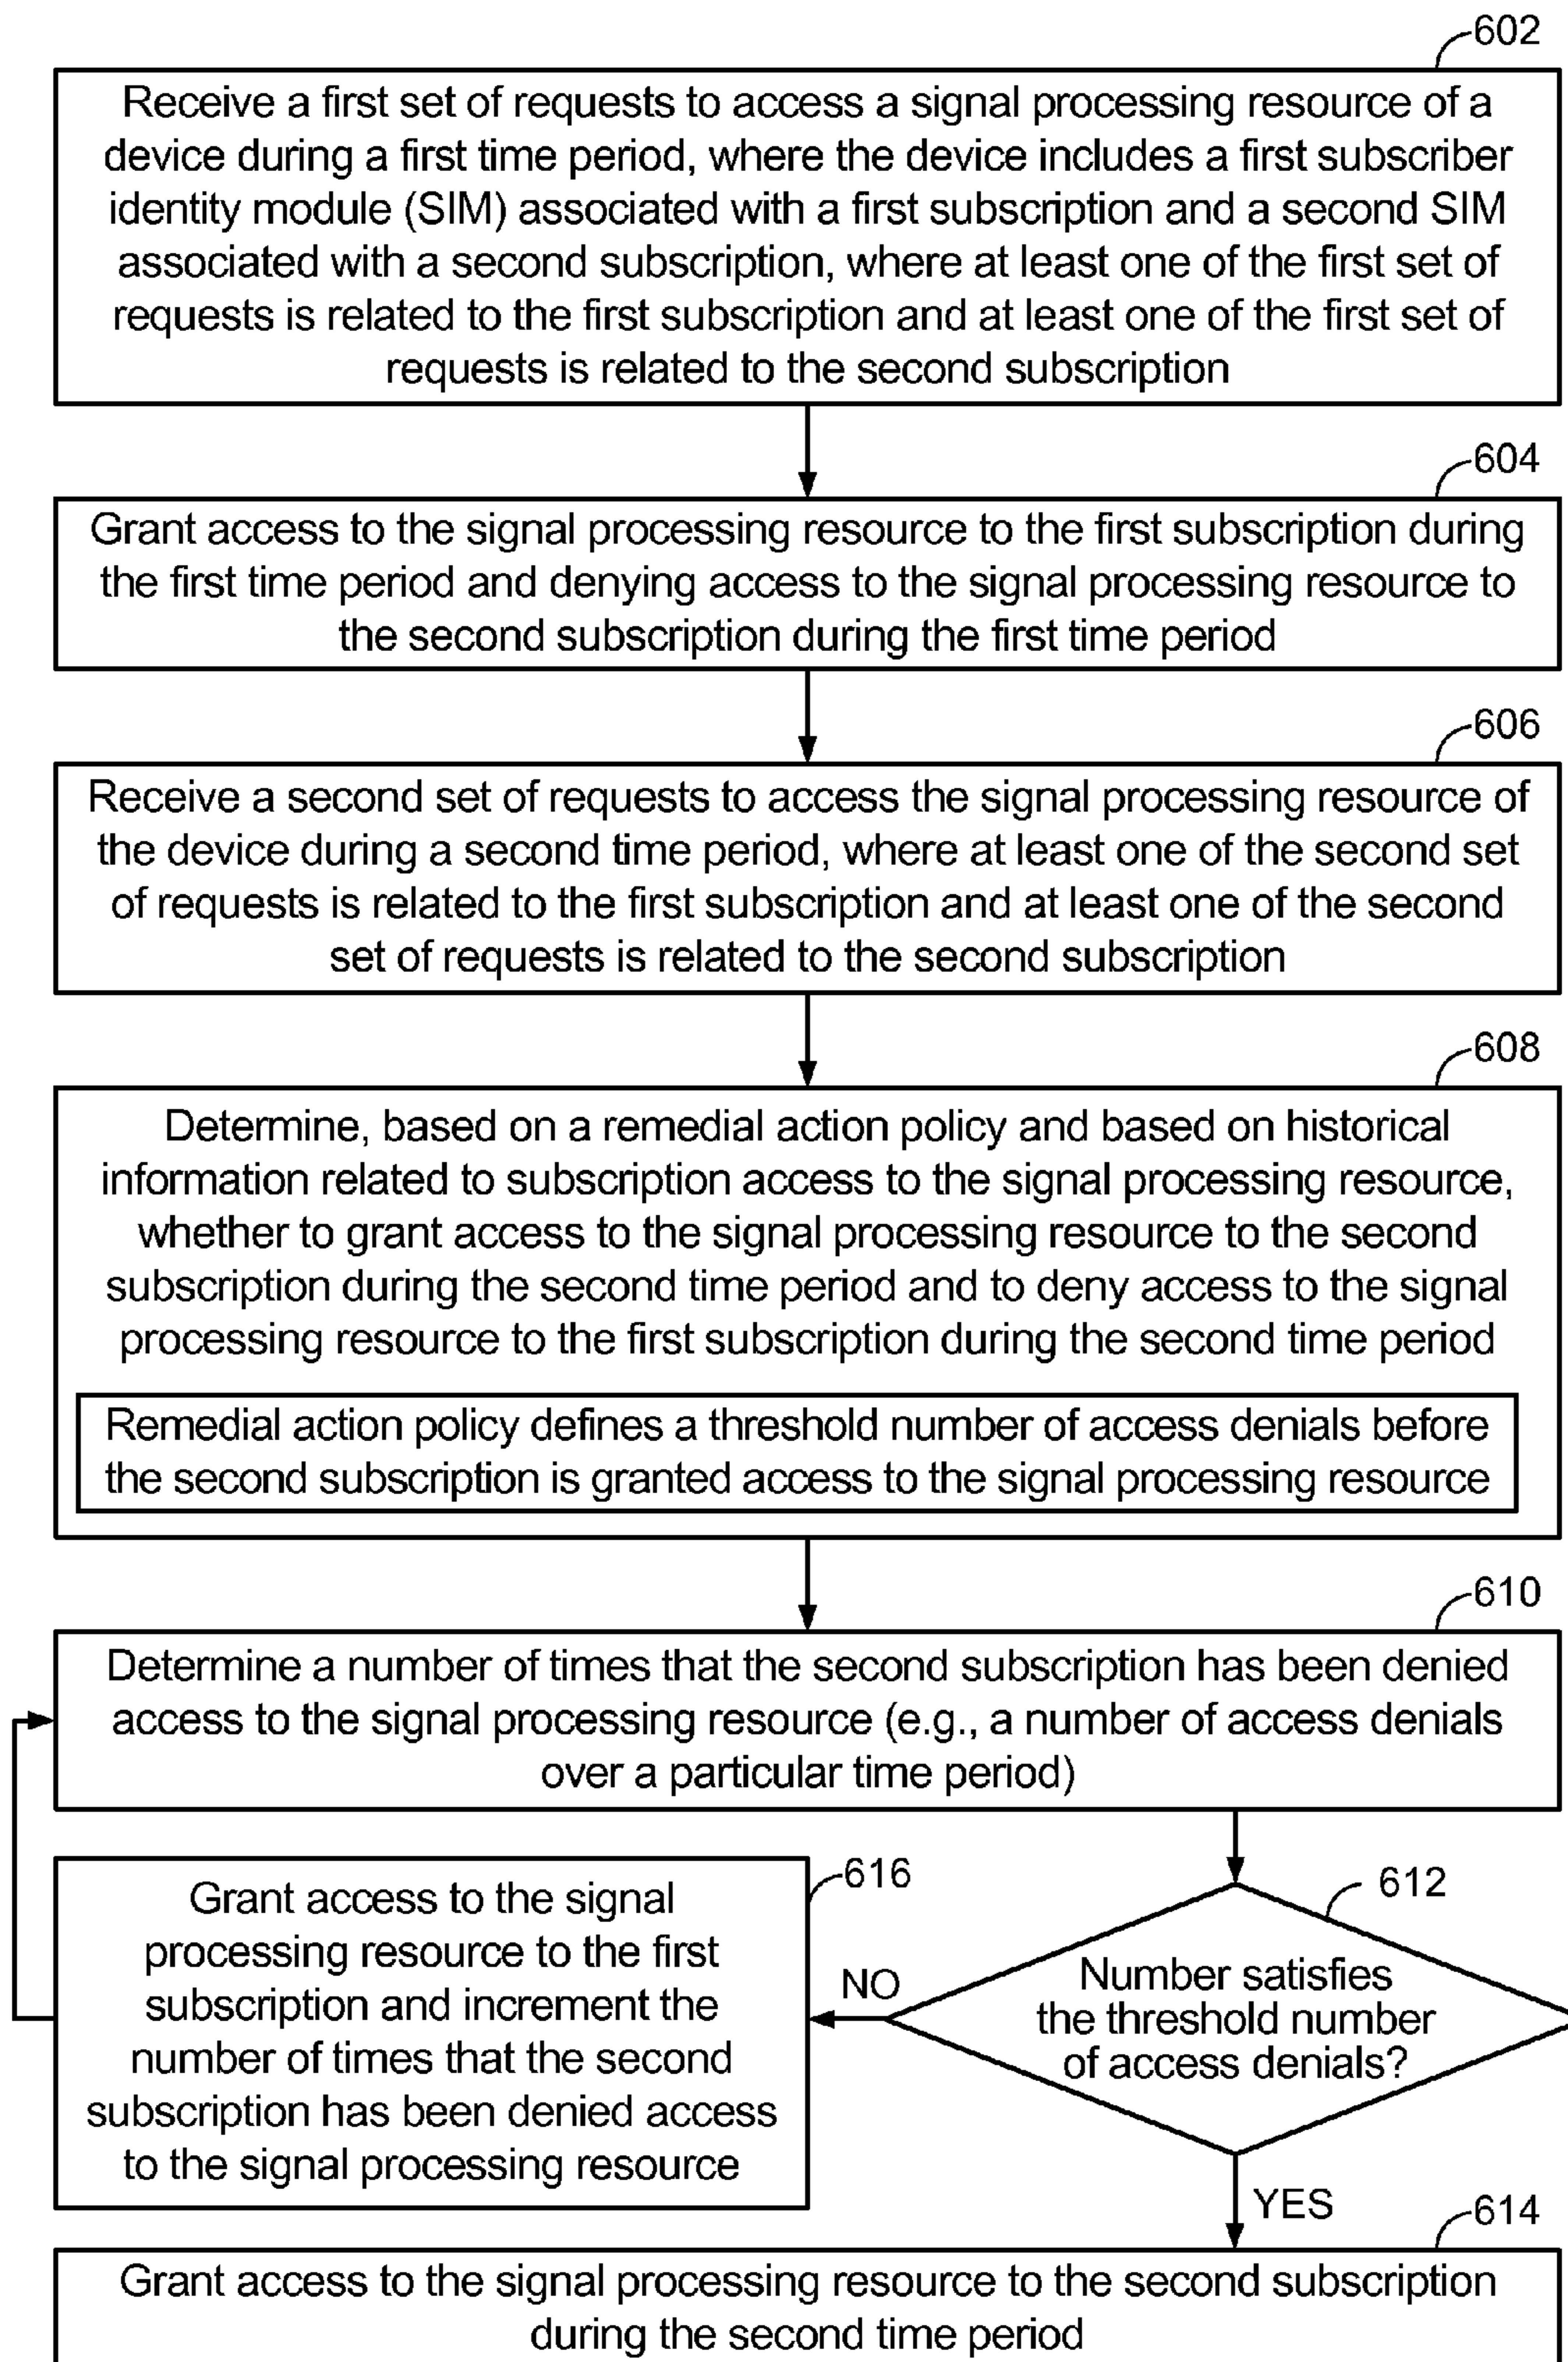 602
Receive a first set of requests to access a signal processing resource of a
device during a first time period, where the device includes a first subscriber
identity module (SIM) associated with a first subscription and a second SIM
associated with a second subscription, where at least one of the first set of
requests is related to the first subscription and at least one of the first set of
requests is related to the second subscription
604
Grant access to the signal processing resource to the first subscription during
the first time period and denying access to the signal processing resource to
the second subscription during the first time period
606
Receive a second set of requests to access the signal processing resource of
the device during a second time period, where at least one of the second set
of requests is related to the first subscription and at least one of the second
set of requests is related to the second subscription
608
Determine, based on a remedial action policy and based on historical
information related to subscription access to the signal processing resource,
whether to grant access to the signal processing resource to the second
subscription during the second time period and to deny access to the signal
processing resource to the first subscription during the second time period
Remedial action policy defines a threshold number of access denials before
the second subscription is granted access to the signal processing resource
610
Determine a number of times that the second subscription has been denied
access to the signal processing resource (e.g., a number of access denials
over a particular time period)
612
Number satisfies
the threshold number
of access denials?
NO
616
Grant access to the signal
processing resource to the first
subscription and increment the
number of times that the second
subscription has been denied access
to the signal processing resource
YES
614
Grant access to the signal processing resource to the second subscription
during the second time period